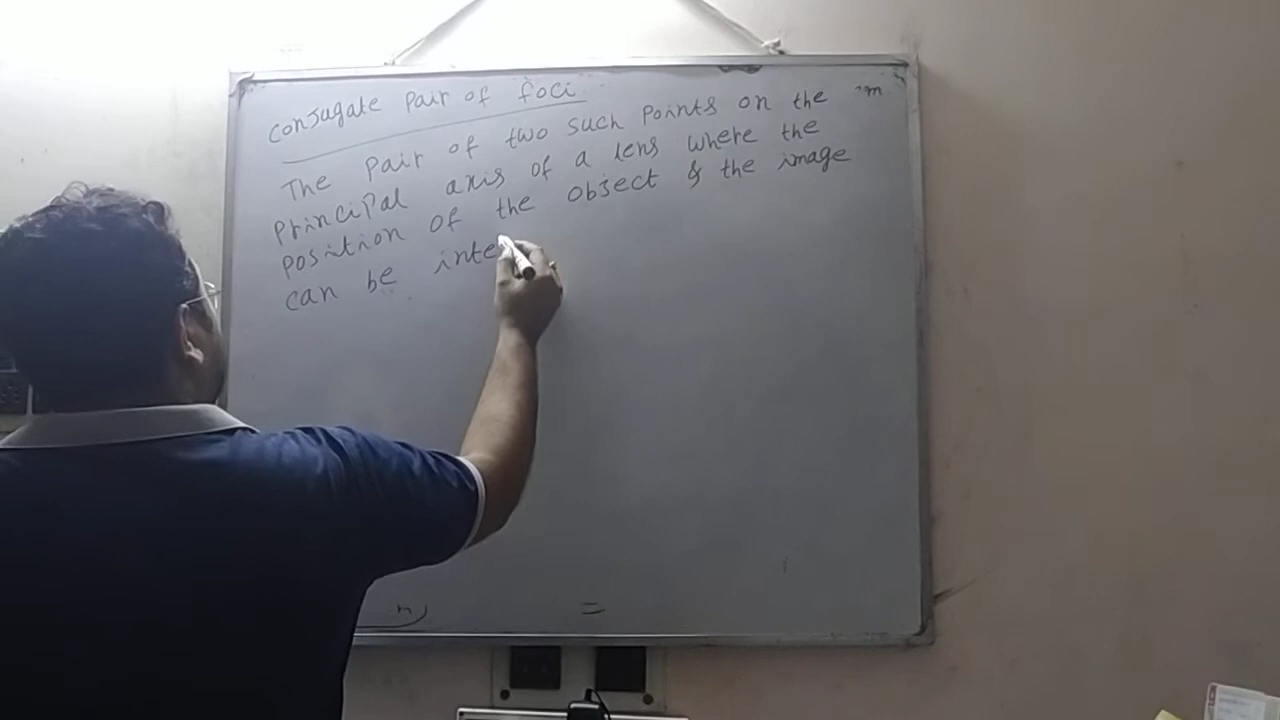 Conjugate Pair of foci
The Pair of two such Points on the
Principal axis of a lens where the
Position of the object & the image
can be inte
m
n)
=